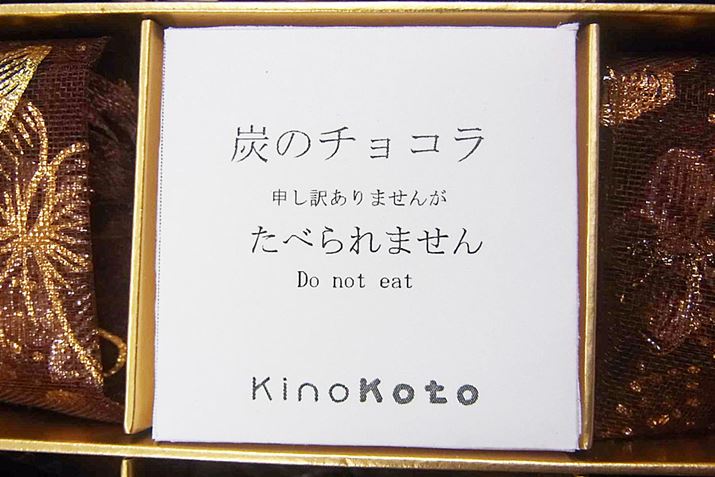 炭のチョコラ
申し訳ありませんが
たべられません
Do not eat
KinoKoto